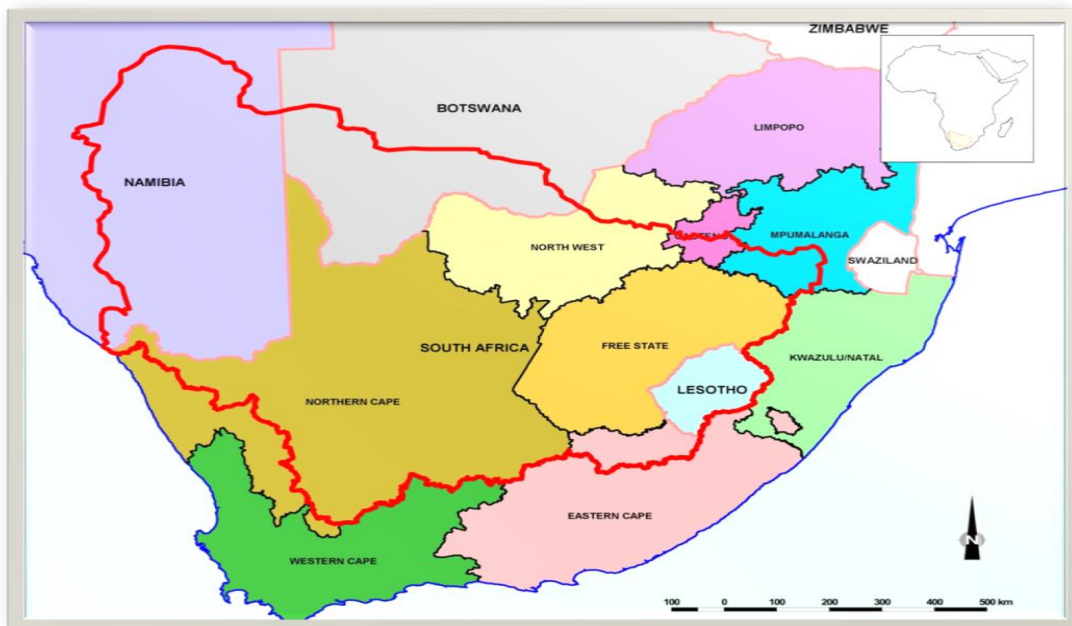 ZIMBABWE
BOTSWANA
LIMPOPO
NAMIBIA
MPUMALANGA
NORTH WEST
SWAZILAND
SOUTH AFRICA
FREE STATE
KWAZULU/NATAL
LESOTHO
NORTHERN CAPE
EASTERN CAPE
N
WESTERN CAPE
100 0 100 200 300 400 500 km